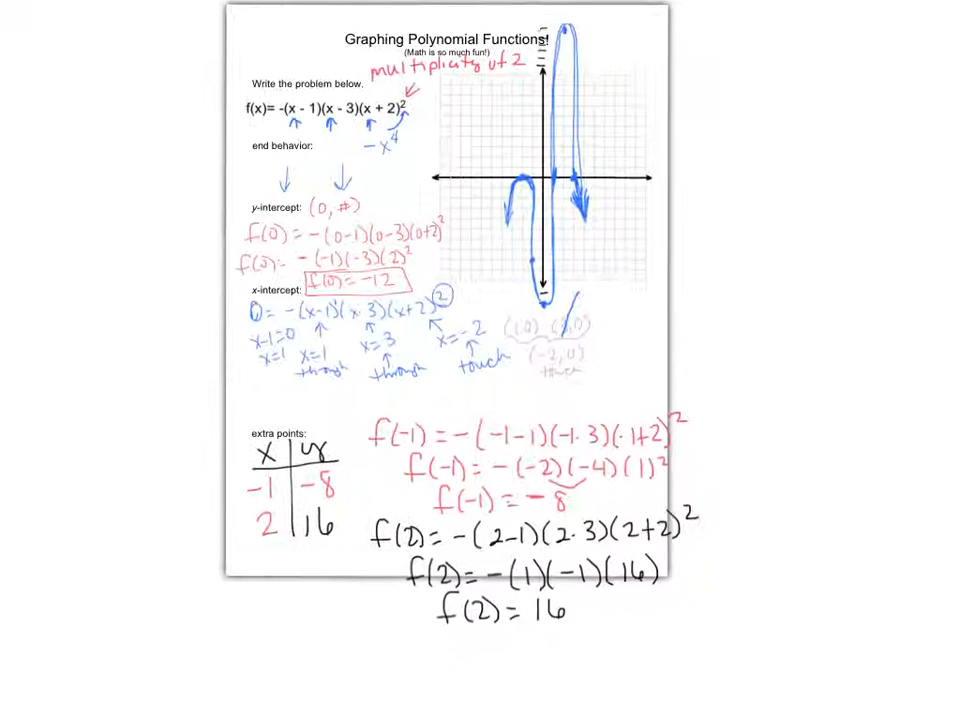 Graphing Polynomial Functions!
(Math is so much fun!)
multiplicity of 2
Write the problem below.
f(x)= -(x - 1)(x - 3)(x + 2)²
-x⁴
end behavior:
y-intercept: (0, #)
f(0) = -(0-1)(0-3)(0+2)²
f(0) = -(-1)(-3)(2)²
f(0) = -12
x-intercept:
0 = -(x-1)(x-3)(x+2)²
x-1=0
x=1
x=1
through
x=3
through
x=-2
touch
(1,0) (3,0)
(-2,0)
touch
extra points:
x | y
-1 | -8
2 | 16
f(-1) = -(-1-1)(-1-3)(-1+2)²
f(-1) = -(-2)(-4)(1)²
f(-1) = -8
f(2) = -(2-1)(2-3)(2+2)²
f(2) = -(1)(-1)(16)
f(2) = 16